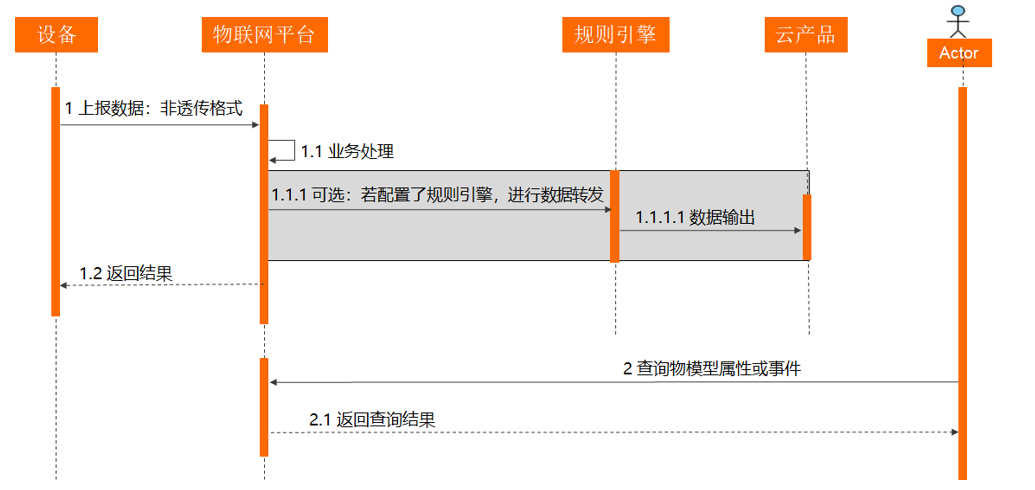 设备
物联网平台
规则引擎
云产品
Actor
1 上报数据：非透传格式
1.1 业务处理
1.1.1 可选：若配置了规则引擎，进行数据转发
1.1.1.1 数据输出
1.2 返回结果
2 查询物模型属性或事件
2.1 返回查询结果